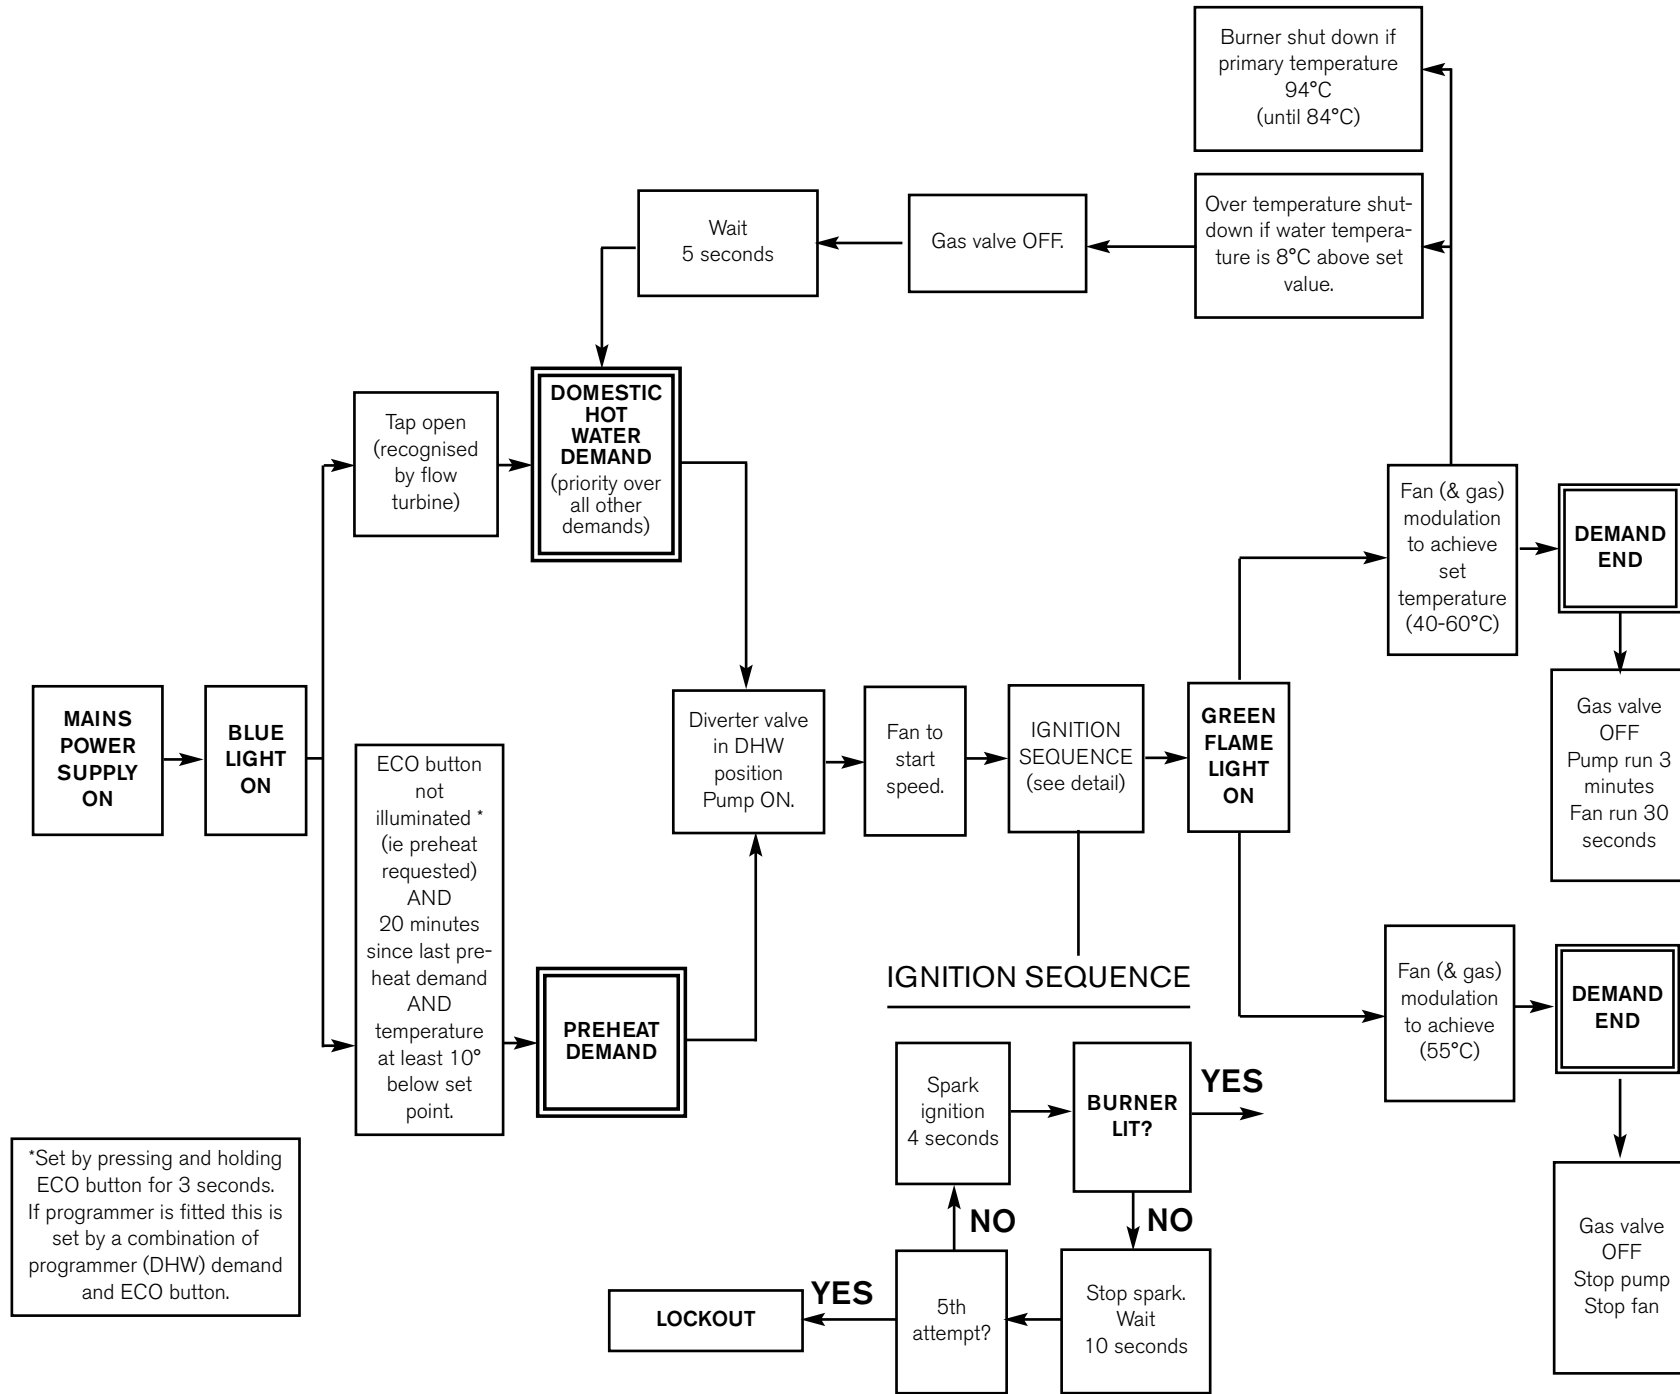 Burner shut down if
primary temperature
94°C
(until 84°C)
Over temperature shut-
down if water tempera-
ture is 8°C above set
value.
Gas valve OFF.
Wait
5 seconds
Tap open
(recognised
by flow
turbine)
DOMESTIC
HOT
WATER
DEMAND
(priority over
all other
demands)
Fan (& gas)
modulation
to achieve
set
temperature
(40-60°C)
DEMAND
END
MAINS
POWER
SUPPLY
ON
BLUE
LIGHT
ON
ECO button
not
illuminated *
(ie preheat
requested)
AND
20 minutes
since last pre-
heat demand
AND
temperature
at least 10°
below set
point.
PREHEAT
DEMAND
Diverter valve
in DHW
position
Pump ON.
Fan to
start
speed.
IGNITION
SEQUENCE
(see detail)
GREEN
FLAME
LIGHT
ON
Gas valve
OFF
Pump run 3
minutes
Fan run 30
seconds
Fan (& gas)
modulation
to achieve
(55°C)
DEMAND
END
Gas valve
OFF
Stop pump
Stop fan
IGNITION SEQUENCE
Spark
ignition
4 seconds
BURNER
LIT?
YES
NO
Stop spark.
Wait
10 seconds
5th
attempt?
NO
YES
LOCKOUT
*Set by pressing and holding
ECO button for 3 seconds.
If programmer is fitted this is
set by a combination of
programmer (DHW) demand
and ECO button.